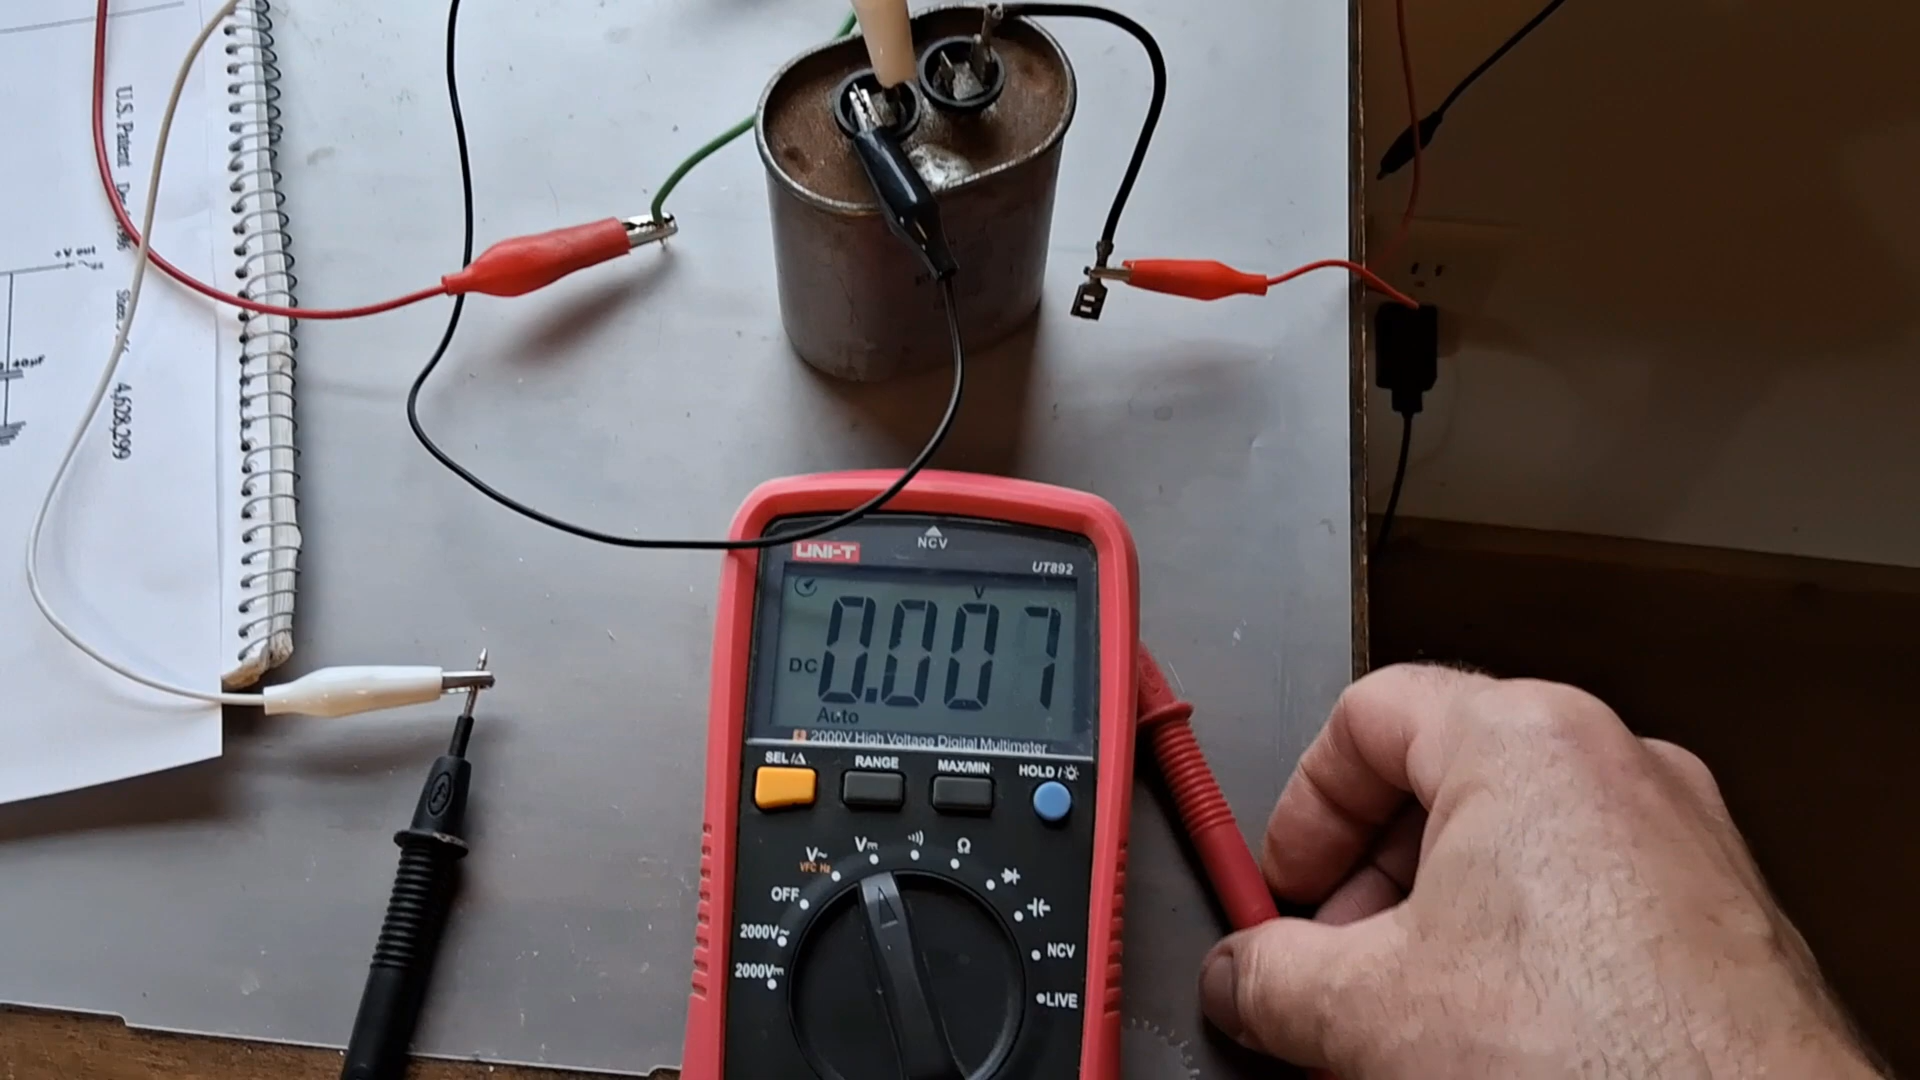 U.S. Patent
4,628,299
+V out
40µF
NCV
UNI-T
UT892
V
DC 0.007
Auto
2000V High Voltage Digital Multimeter
SEL/Δ RANGE MAX/MIN HOLD/
V~ V⎓ Ω
VFC Hz
OFF
2000V~
2000V⎓
NCV
LIVE